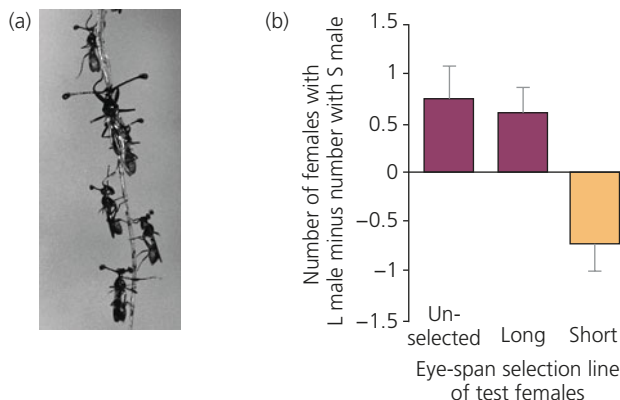 (a)
(b)
Number of females with
L male minus number with S male
1.5
1
0.5
0
−0.5
−1
−1.5
Un-
selected
Long
Short
Eye-span selection line
of test females